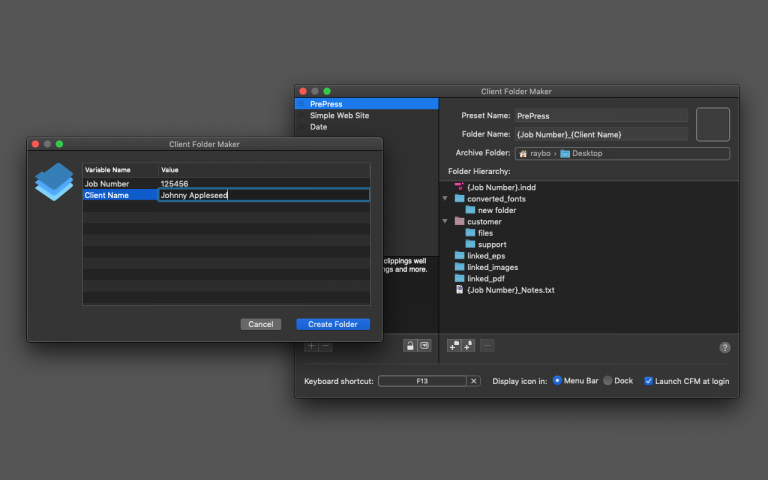 Client Folder Maker
PrePress
Simple Web Site
Date
Preset Name: PrePress
Folder Name: {Job Number}_{Client Name}
Archive Folder: raybo › Desktop
Folder Hierarchy:
{Job Number}.indd
converted_fonts
new folder
customer
files
support
linked_eps
linked_images
linked_pdf
{Job Number}_Notes.txt
clippings well
ngs and more.
Keyboard shortcut: F13
Display icon in: Menu Bar Dock
Launch CFM at login
Client Folder Maker
Variable Name Value
Job Number 125456
Client Name Johnny Appleseed
Cancel Create Folder